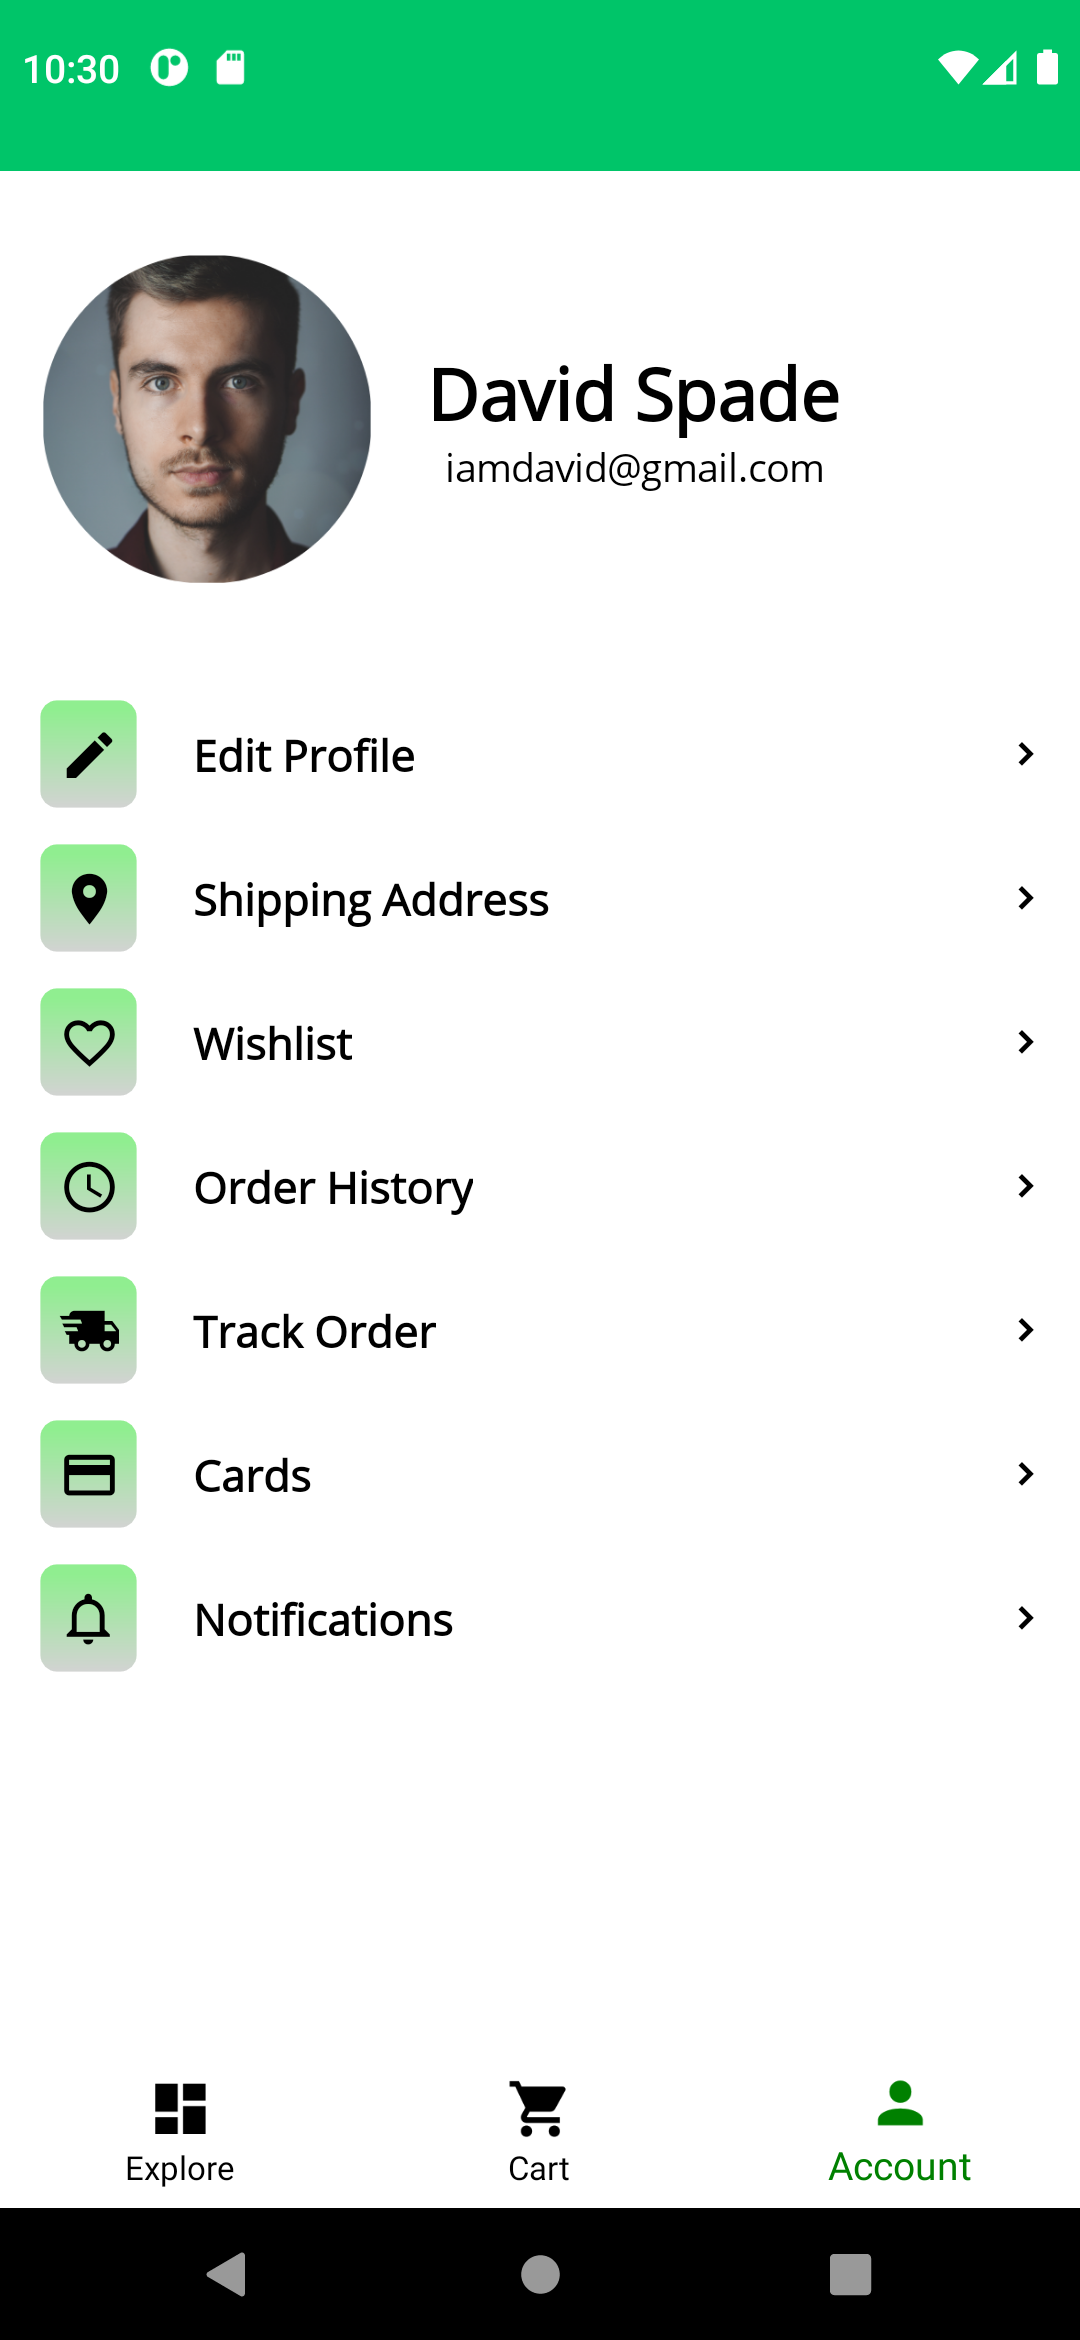 10:30
David Spade
iamdavid@gmail.com
Edit Profile
Shipping Address
Wishlist
Order History
Track Order
Cards
Notifications
Explore
Cart
Account